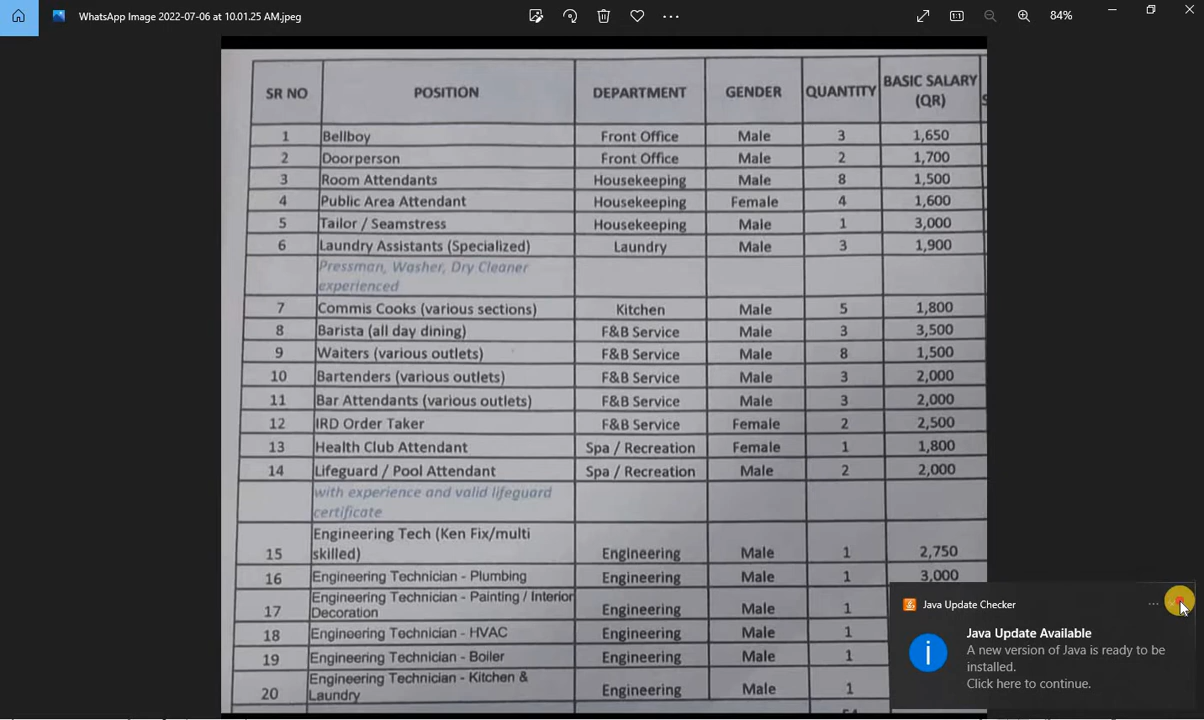 WhatsApp Image 2022-07-06 at 10.01.25 AM.jpeg
84%
SR NO POSITION DEPARTMENT GENDER QUANTITY BASIC SALARY (QR)
1 Bellboy Front Office Male 3 1,650
2 Doorperson Front Office Male 2 1,700
3 Room Attendants Housekeeping Male 8 1,500
4 Public Area Attendant Housekeeping Female 4 1,600
5 Tailor / Seamstress Housekeeping Male 1 3,000
6 Laundry Assistants (Specialized) Laundry Male 3 1,900
Pressman, Washer, Dry Cleaner
experienced
7 Commis Cooks (various sections) Kitchen Male 5 1,800
8 Barista (all day dining) F&B Service Male 3 3,500
9 Waiters (various outlets) F&B Service Male 8 1,500
10 Bartenders (various outlets) F&B Service Male 3 2,000
11 Bar Attendants (various outlets) F&B Service Male 3 2,000
12 IRD Order Taker F&B Service Female 2 2,500
13 Health Club Attendant Spa / Recreation Female 1 1,800
14 Lifeguard / Pool Attendant Spa / Recreation Male 2 2,000
with experience and valid lifeguard
certificate
Engineering Tech (Ken Fix/multi
15 skilled) Engineering Male 1 2,750
16 Engineering Technician - Plumbing Engineering Male 1 3,000
Engineering Technician - Painting / Interior
17 Decoration Engineering Male 1
18 Engineering Technician - HVAC Engineering Male 1
19 Engineering Technician - Boiler Engineering Male 1
Engineering Technician - Kitchen &
20 Laundry Engineering Male 1
Java Update Checker
Java Update Available
A new version of Java is ready to be
installed.
Click here to continue.